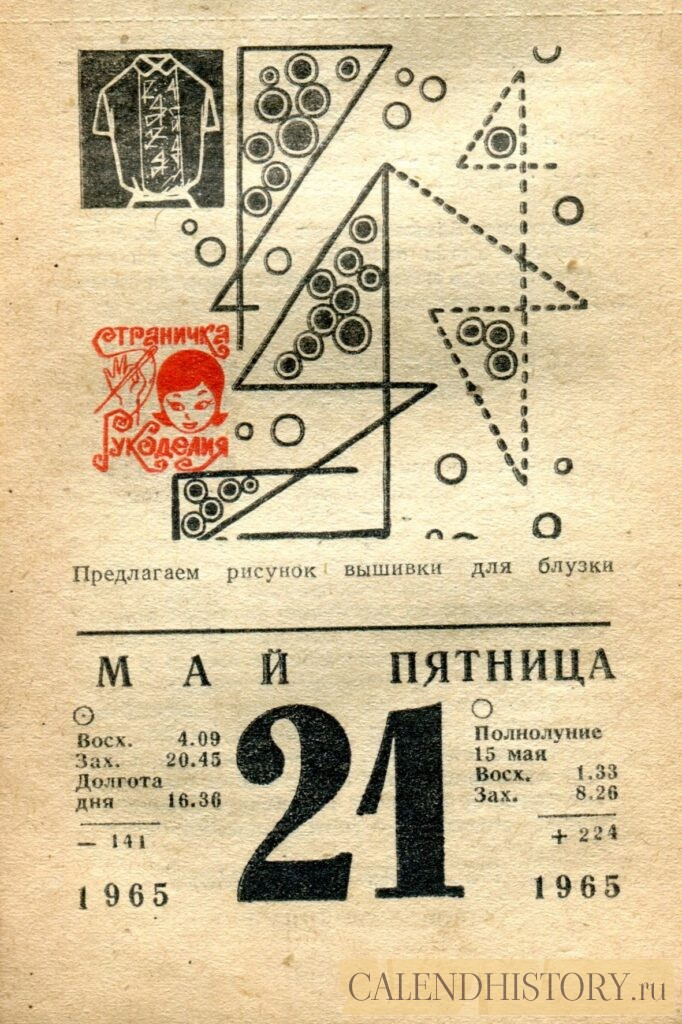 Страничка
Рукоделия
Предлагаем рисунок вышивки для блузки
МАЙ ПЯТНИЦА
Восх. 4.09
Зах. 20.45
Долгота
дня 16.36
— 141
1965
21
Полнолуние
15 мая
Восх. 1.33
Зах. 8.26
+ 224
1965
CALENDHISTORY.ru